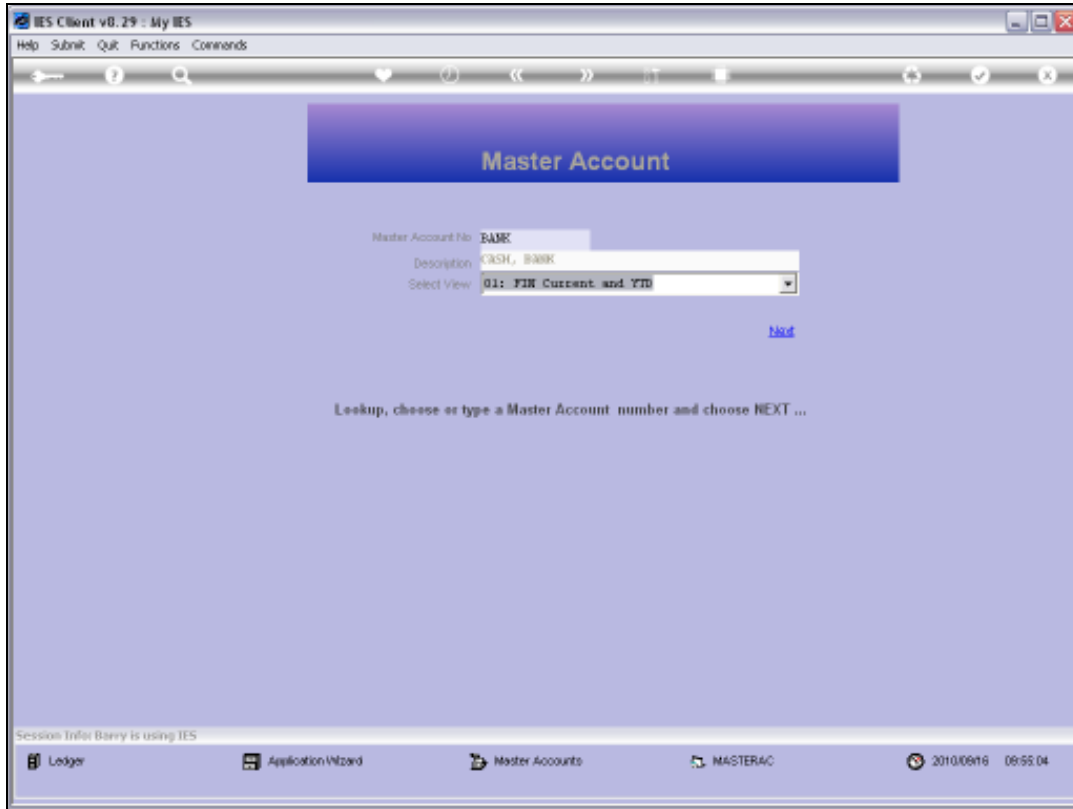 IES Client v8.29 : My IES
Help Submit Quit Functions Commands
Master Account
Master Account No BANK
Description CASH, BANK
Select View 01: FIN Current and YTD
Next
Lookup, choose or type a Master Account number and choose NEXT ...
Session Info: Barry is using IES
Ledger Application Wizard Master Accounts MASTERAC 2010/09/16 09:55:04